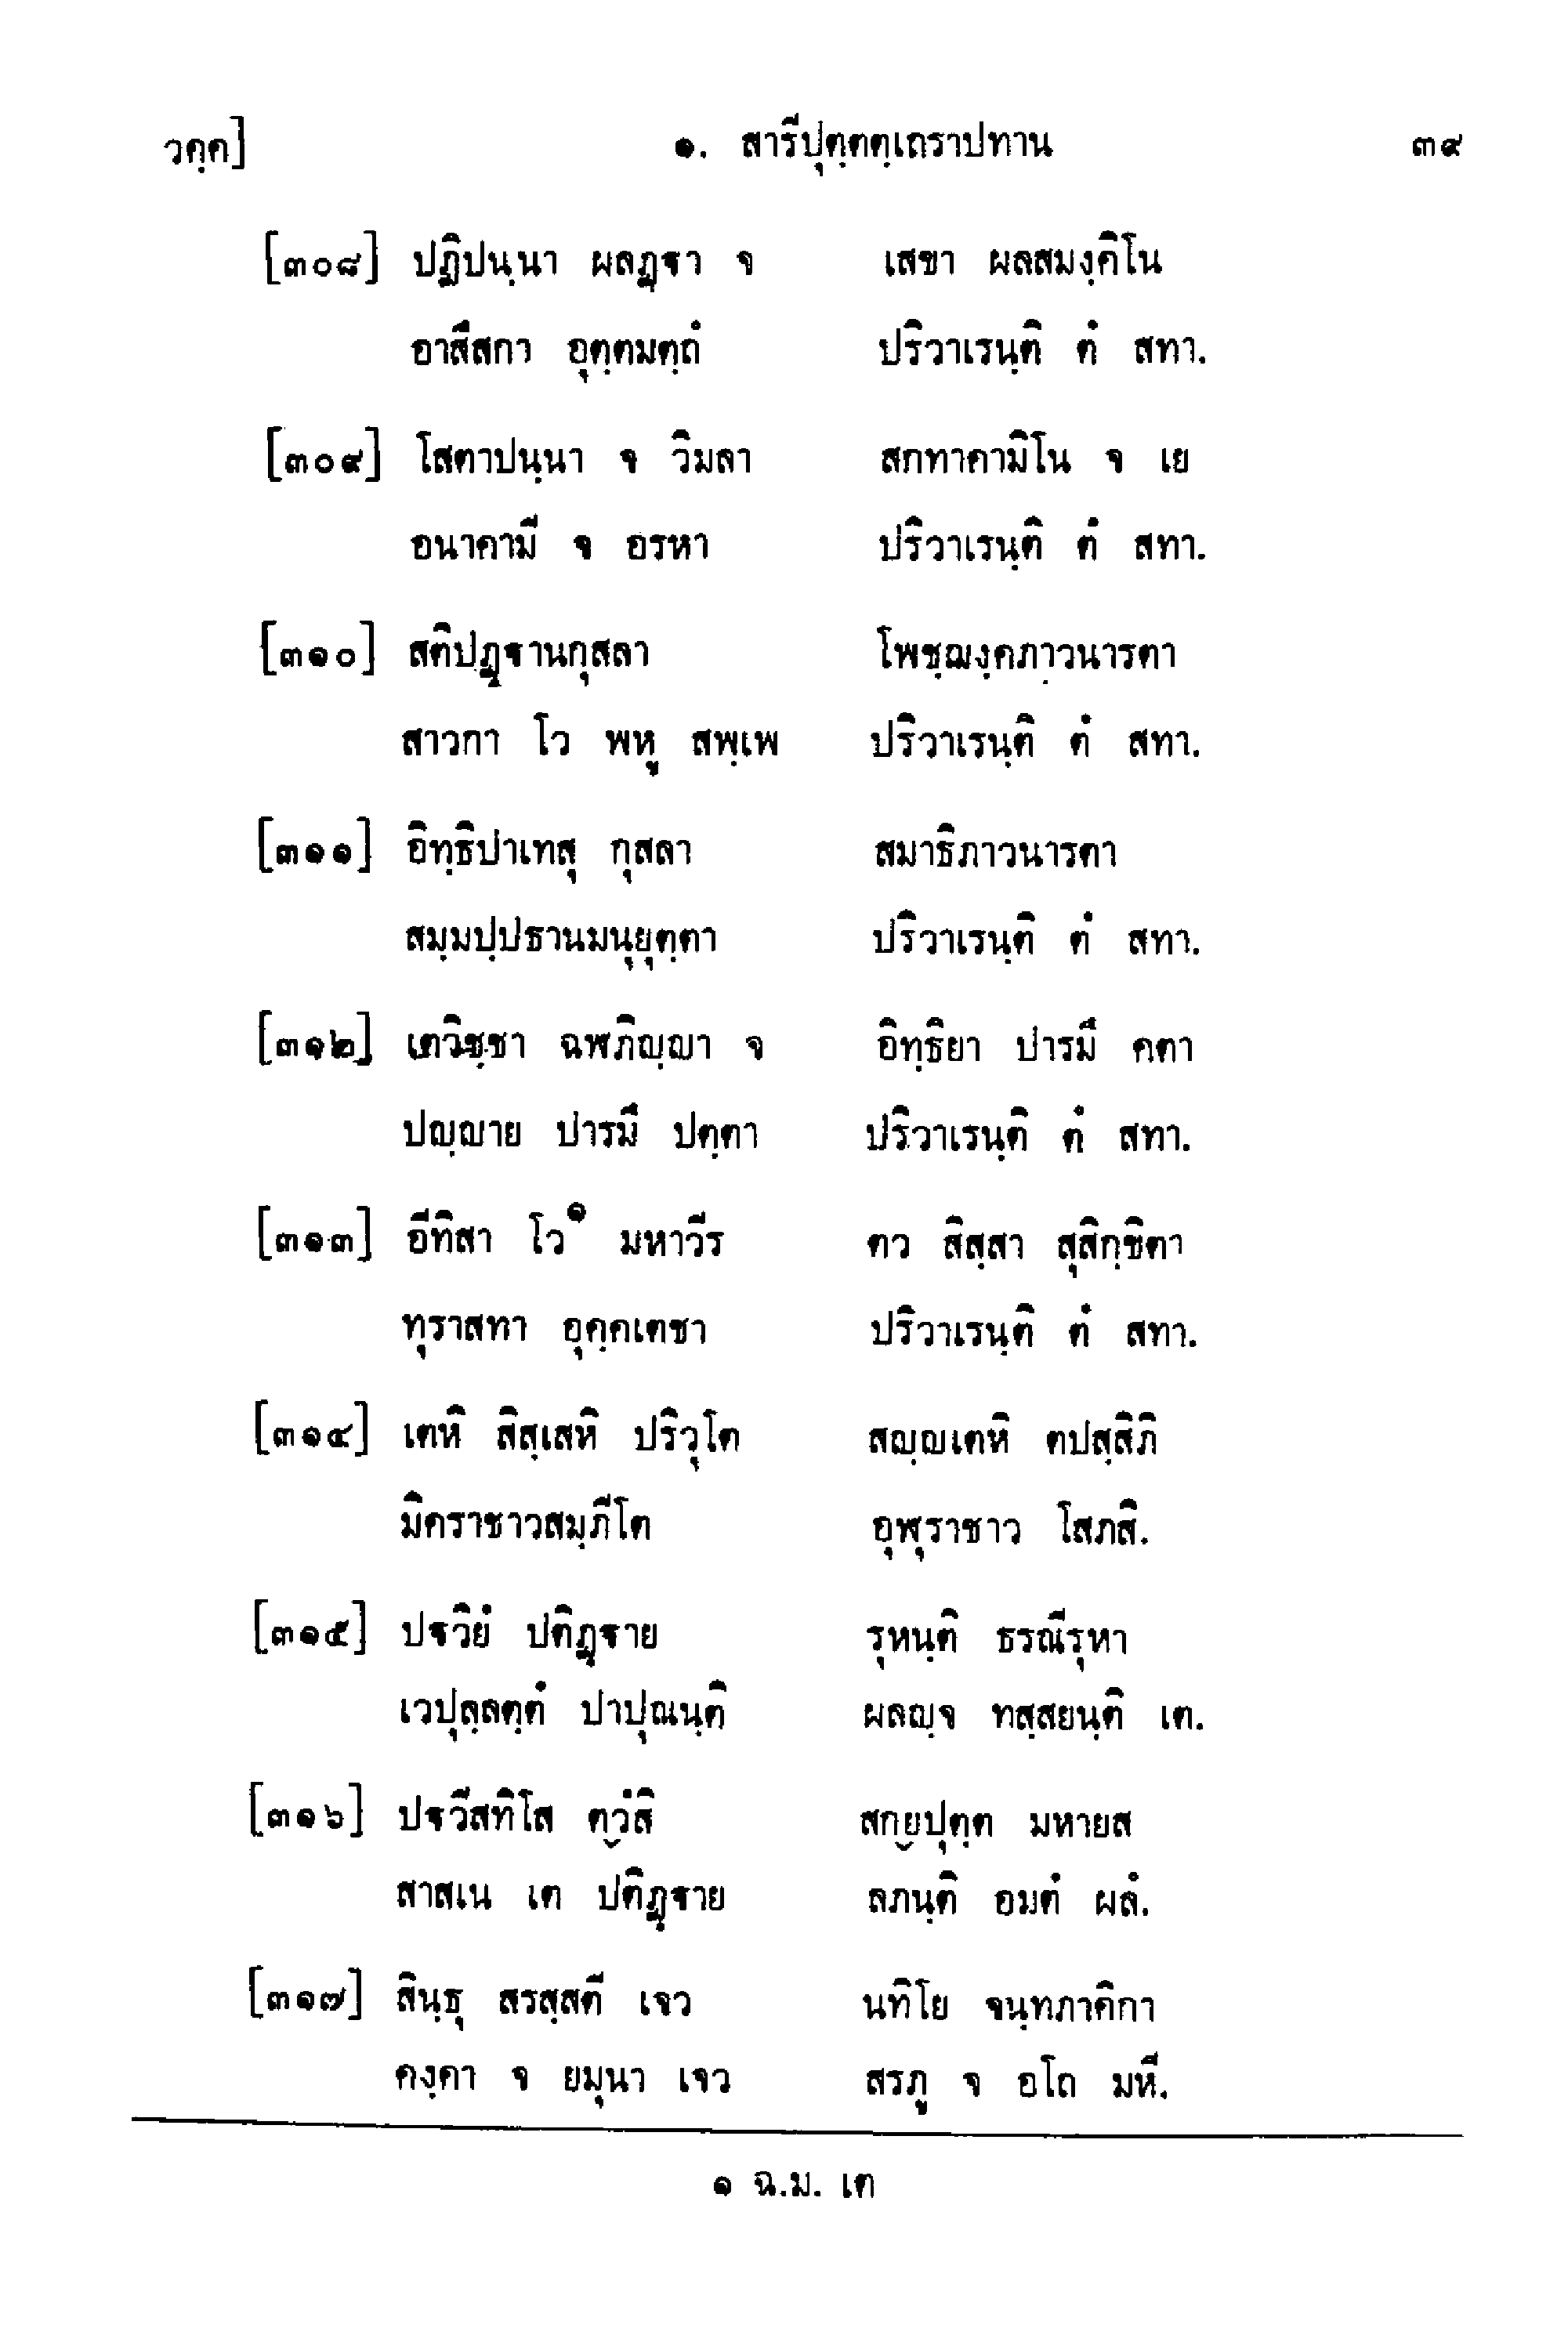 วคฺค] ๑. สารีปุตฺตตฺเถราปทาน ๓๙
[๓๐๘] ปฏิปนฺนา ผลฏฺฐา จ เสขา ผลสมงฺคิโน
อาสึสกา อุตฺตมตฺถํ ปริวาเรนฺติ ตํ สทา.
[๓๐๙] โสตาปนฺนา จ วิมลา สกทาคามิโน จ เย
อนาคามี จ อรหา ปริวาเรนฺติ ตํ สทา.
[๓๑๐] สติปฏฺฐานกุสลา โพชฺฌงฺคภาวนารตา
สาวกา โว พหู สพฺเพ ปริวาเรนฺติ ตํ สทา.
[๓๑๑] อิทฺธิปาเทสุ กุสลา สมาธิภาวนารตา
สมฺมปฺปธานมนุยุตฺตา ปริวาเรนฺติ ตํ สทา.
[๓๑๒] เตวิชฺชา ฉฬภิญฺญา จ อิทฺธิยา ปารมึ คตา
ปญฺญาย ปารมึ ปตฺตา ปริวาเรนฺติ ตํ สทา.
[๓๑๓] อีทิสา โว๑ มหาวีร ตว สิสฺสา สุสิกฺขิตา
ทุราสทา อุคฺคเตชา ปริวาเรนฺติ ตํ สทา.
[๓๑๔] เตหิ สิสฺเสหิ ปริวุโต สญฺญเตหิ ตปสฺสิภิ
มิคราชาวสมฺภีโต อุฬุราชาว โสภสิ.
[๓๑๕] ปฐวิยํ ปติฏฺฐาย รุหนฺติ ธรณีรุหา
เวปุลฺลตฺตํ ปาปุณนฺติ ผลญฺจ ทสฺสยนฺติ เต.
[๓๑๖] ปฐวีสทิโส ตฺวํสิ สกฺยปุตฺต มหายส
สาสเน เต ปติฏฺฐาย ลภนฺติ อมตํ ผลํ.
[๓๑๗] สินฺธุ สรสฺสตี เจว นทิโย จนฺทภาคิกา
คงฺคา จ ยมุนา เจว สรภู จ อโถ มหี.
๑ ฉ.ม. เต